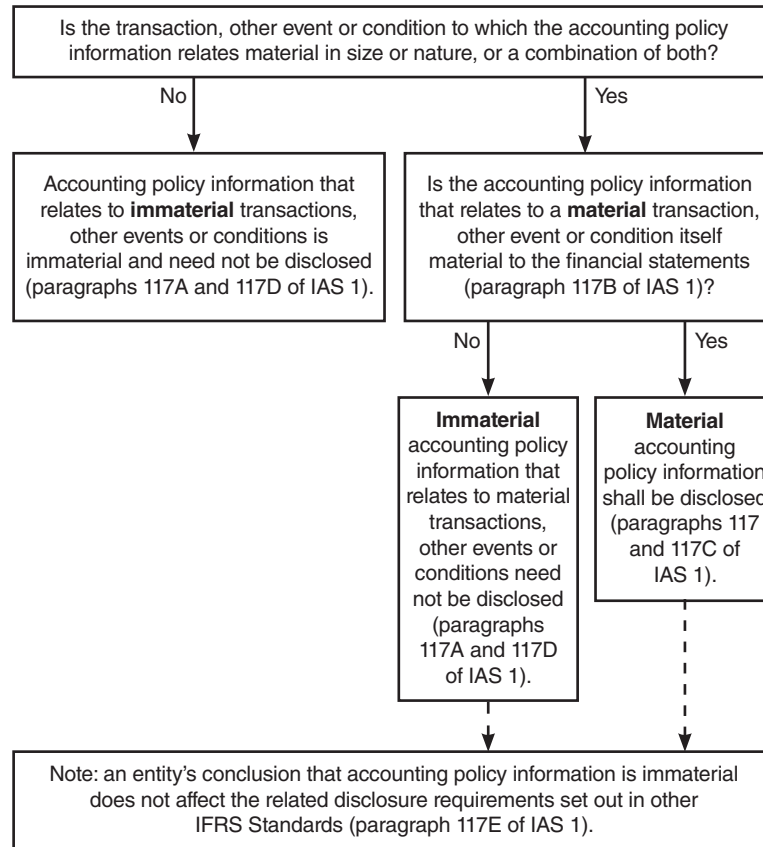 Is the transaction, other event or condition to which the accounting policy
information relates material in size or nature, or a combination of both?
No
Yes
Accounting policy information that
relates to immaterial transactions,
other events or conditions is
immaterial and need not be disclosed
(paragraphs 117A and 117D of IAS 1).
Is the accounting policy information
that relates to a material transaction,
other event or condition itself
material to the financial statements
(paragraph 117B of IAS 1)?
No
Yes
Immaterial
accounting policy
information that
relates to material
transactions,
other events or
conditions need
not be disclosed
(paragraphs
117A and 117D
of IAS 1).
Material
accounting
policy information
shall be disclosed
(paragraphs 117
and 117C of
IAS 1).
Note: an entity’s conclusion that accounting policy information is immaterial
does not affect the related disclosure requirements set out in other
IFRS Standards (paragraph 117E of IAS 1).